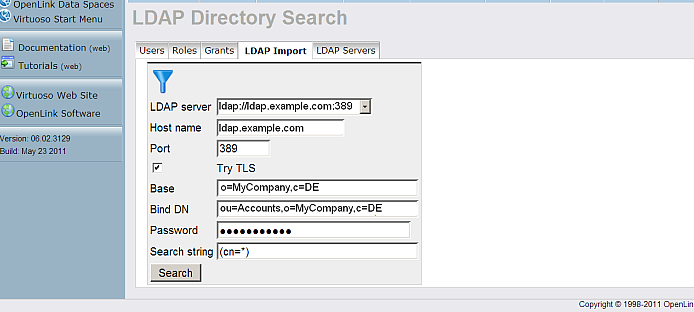 OpenLink Data Spaces
Virtuoso Start Menu
Documentation (web)
Tutorials (web)
Virtuoso Web Site
OpenLink Software
Version: 06.02.3129
Build: May 23 2011
LDAP Directory Search
Users Roles Grants LDAP Import LDAP Servers
LDAP server ldap://ldap.example.com:389
Host name ldap.example.com
Port 389
Try TLS
Base o=MyCompany,c=DE
Bind DN ou=Accounts,o=MyCompany,c=DE
Password ●●●●●●●●●●●
Search string (cn=*)
Search
Copyright © 1998-2011 OpenLin